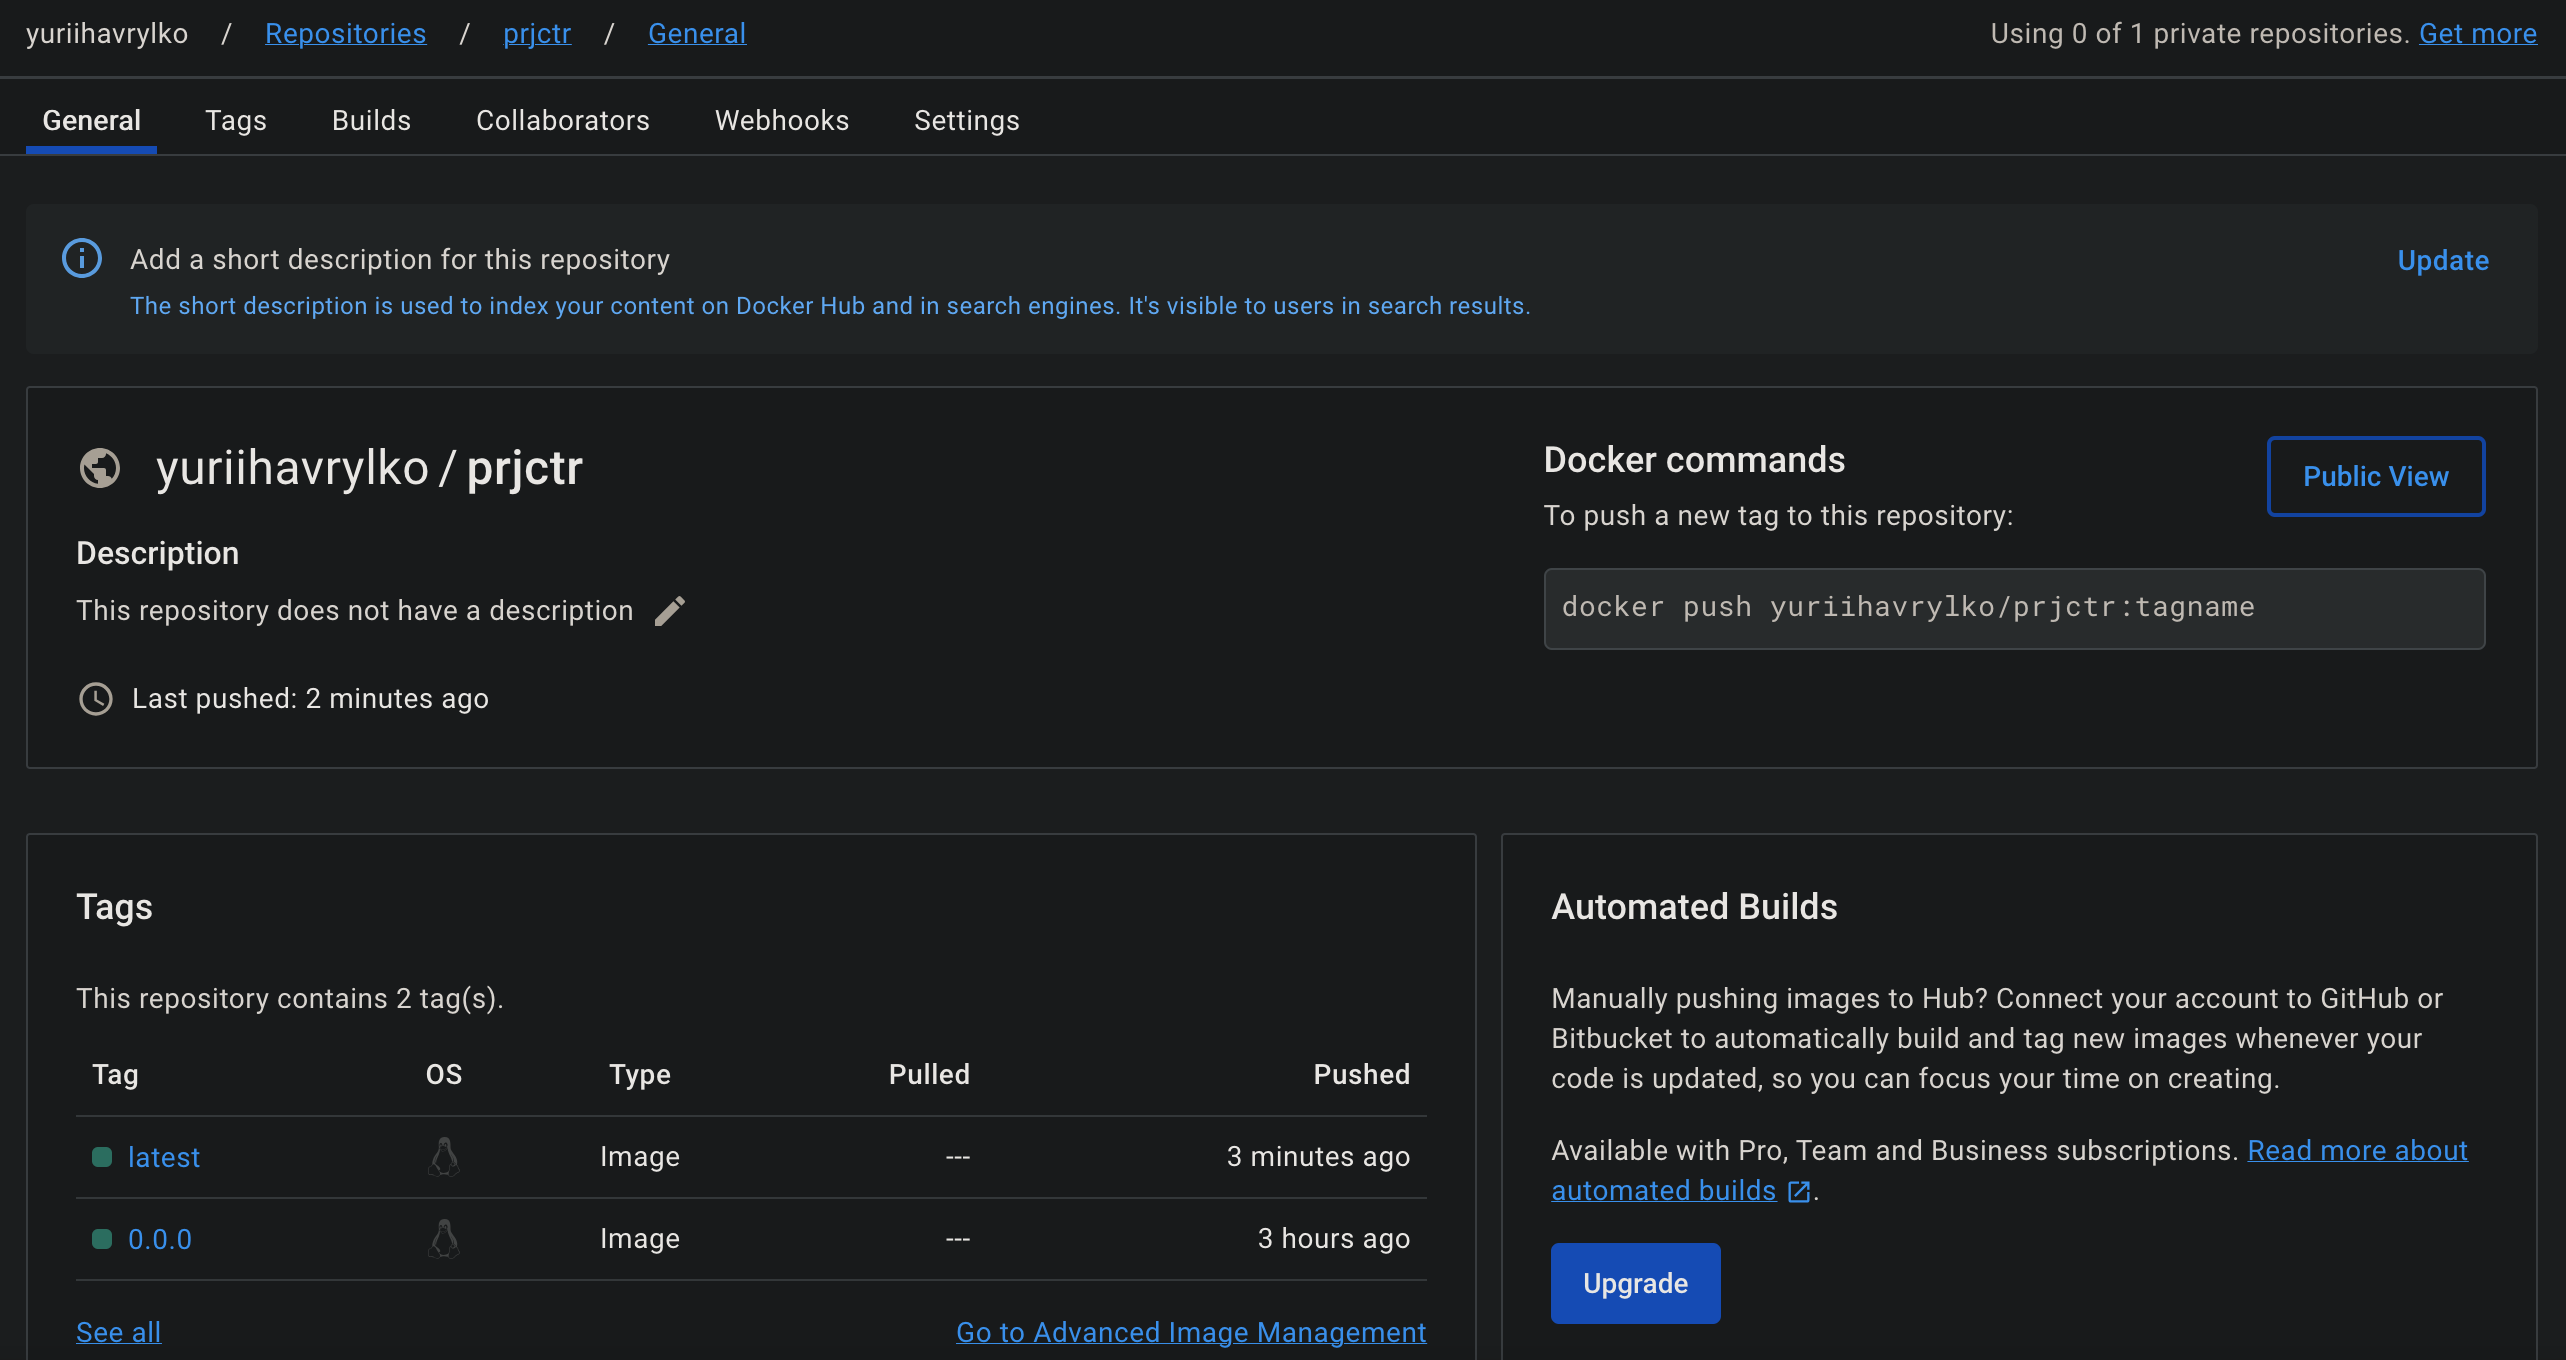 yuriihavrylko / Repositories / prjctr / General
Using 0 of 1 private repositories. Get more
General Tags Builds Collaborators Webhooks Settings
Add a short description for this repository
Update
The short description is used to index your content on Docker Hub and in search engines. It's visible to users in search results.
yuriihavrylko / prjctr
Description
This repository does not have a description
Last pushed: 2 minutes ago
Docker commands
Public View
To push a new tag to this repository:
docker push yuriihavrylko/prjctr:tagname
Tags
This repository contains 2 tag(s).
Tag OS Type Pulled Pushed
latest Image --- 3 minutes ago
0.0.0 Image --- 3 hours ago
See all
Go to Advanced Image Management
Automated Builds
Manually pushing images to Hub? Connect your account to GitHub or
Bitbucket to automatically build and tag new images whenever your
code is updated, so you can focus your time on creating.
Available with Pro, Team and Business subscriptions. Read more about
automated builds .
Upgrade